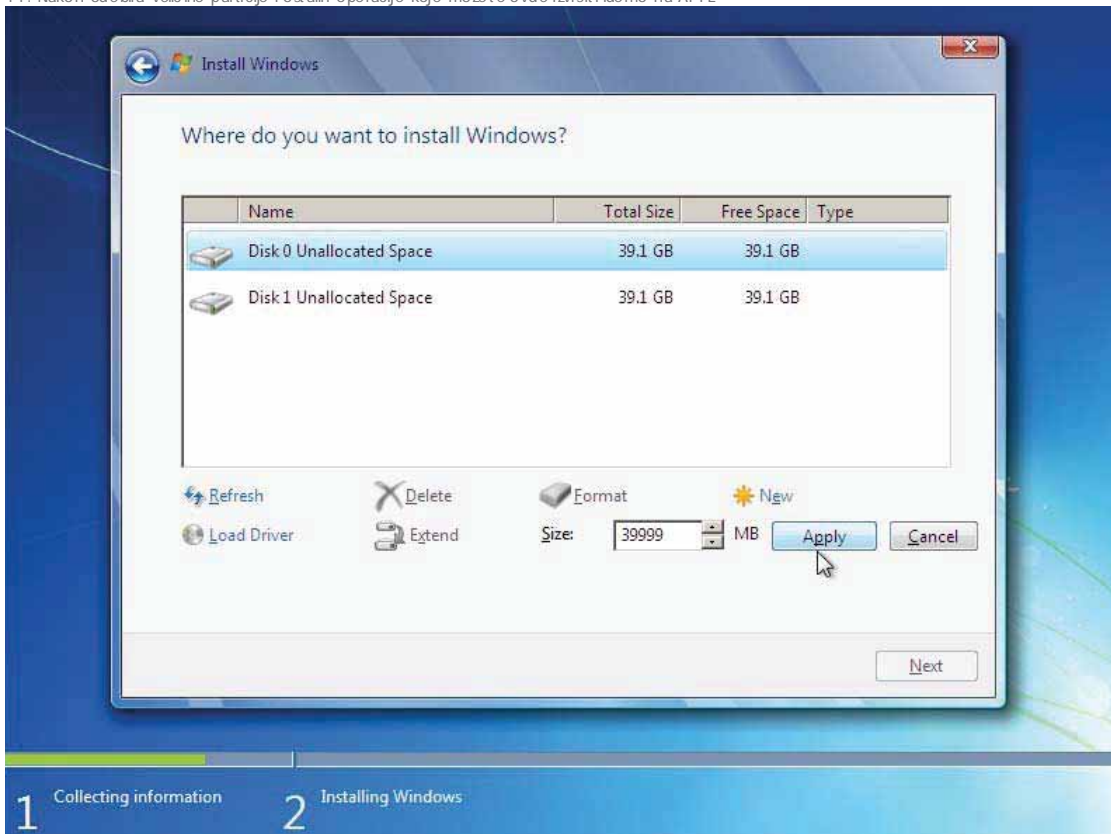 Install Windows
Where do you want to install Windows?
Name Total Size Free Space Type
Disk 0 Unallocated Space 39.1 GB 39.1 GB
Disk 1 Unallocated Space 39.1 GB 39.1 GB
Refresh Delete Format New
Load Driver Extend Size: 39999 MB Apply Cancel
Next
1 Collecting information 2 Installing Windows